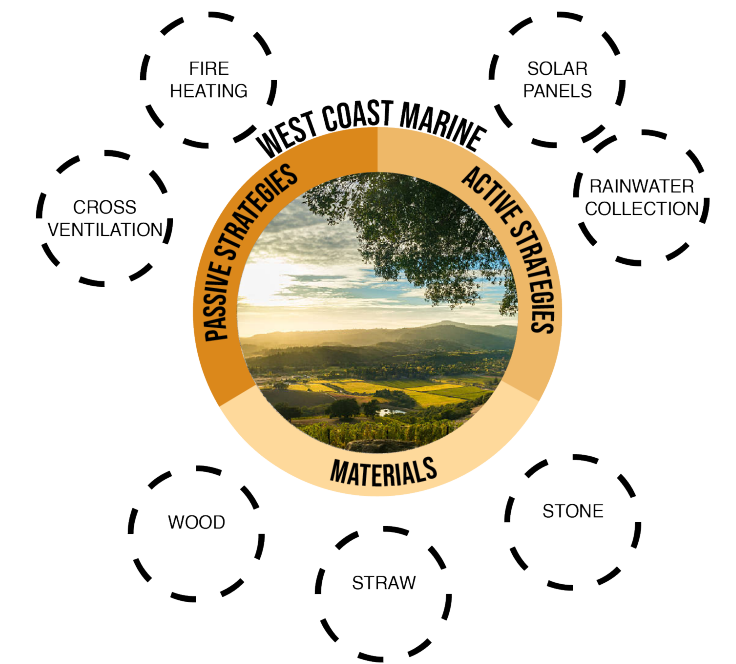 FIRE
HEATING
SOLAR
PANELS
WEST COAST MARINE
CROSS
VENTILATION
RAINWATER
COLLECTION
PASSIVE STRATEGIES
ACTIVE STRATEGIES
MATERIALS
WOOD
STRAW
STONE